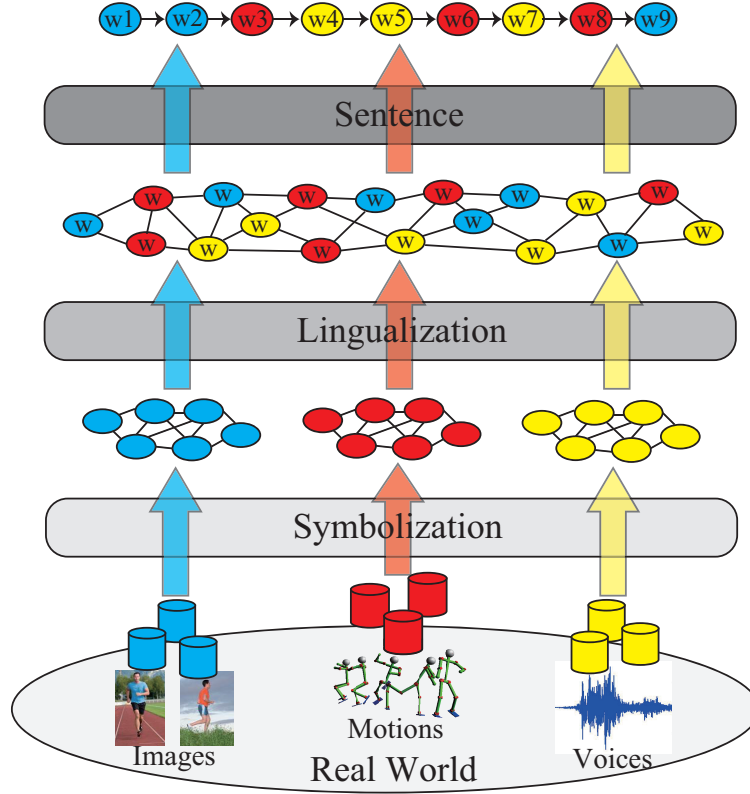 w1 w2 w3 w4 w5 w6 w7 w8 w9
Sentence
w w w w w w w
w w w
w w w w w w
Lingualization
Symbolization
Motions
Images Voices
Real World